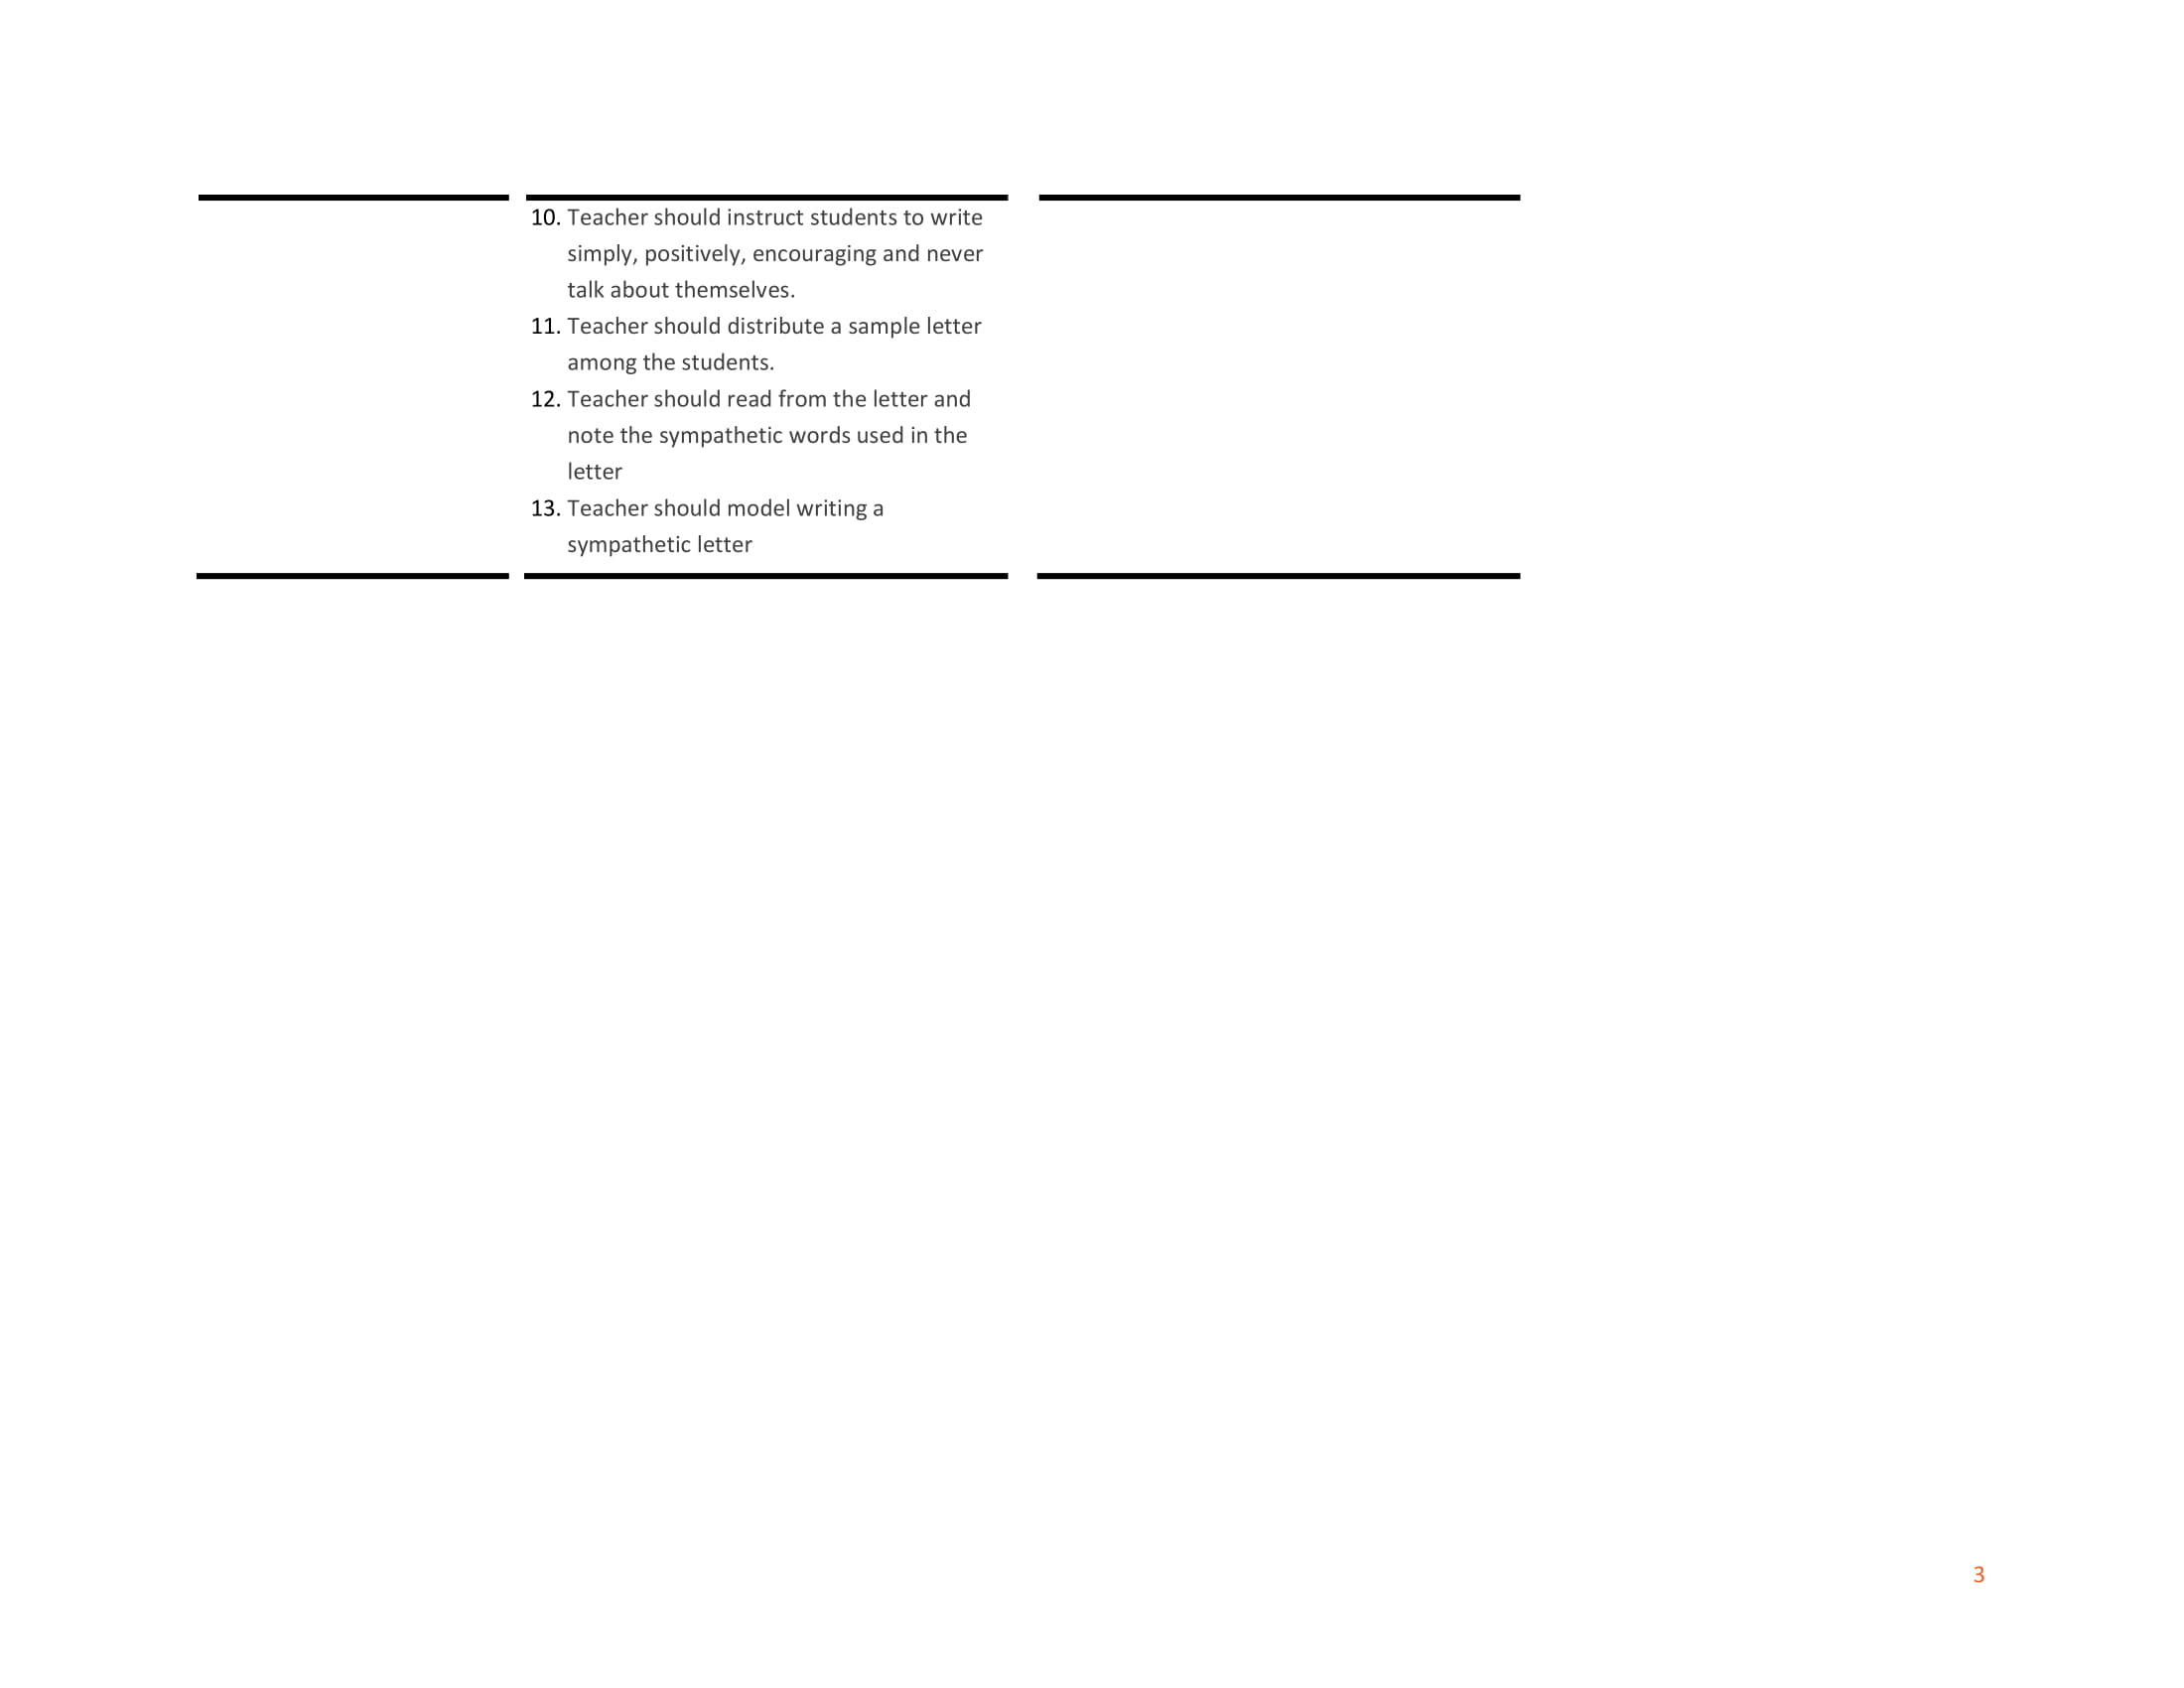 10. Teacher should instruct students to write
simply, positively, encouraging and never
talk about themselves.
11. Teacher should distribute a sample letter
among the students.
12. Teacher should read from the letter and
note the sympathetic words used in the
letter
13. Teacher should model writing a
sympathetic letter
3